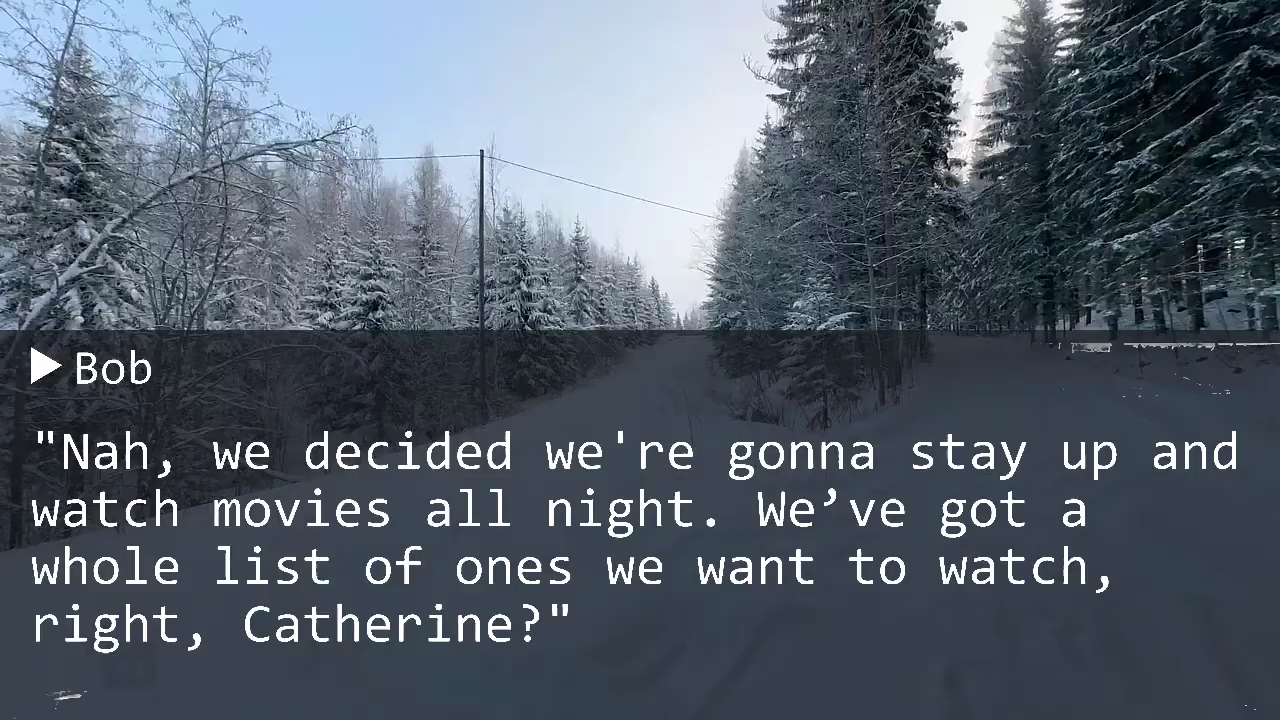 Bob
"Nah, we decided we're gonna stay up and
watch movies all night. We’ve got a
whole list of ones we want to watch,
right, Catherine?"